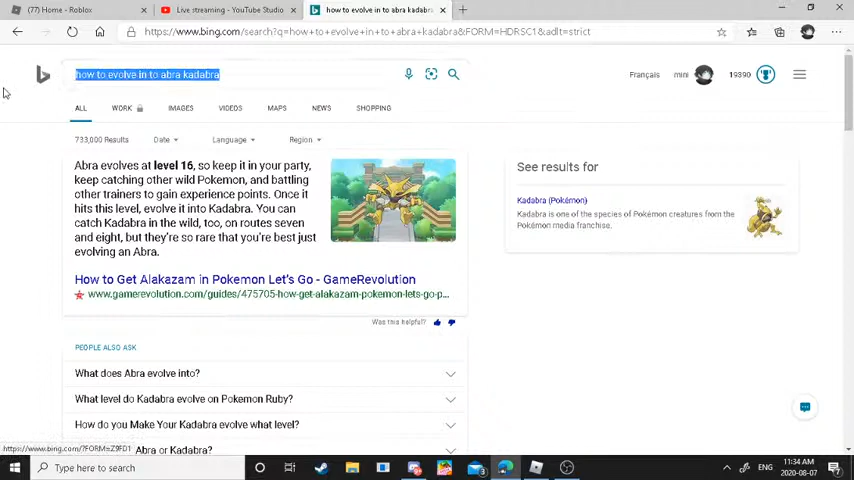 (77) Home - Roblox
Live streaming - YouTube Studio
how to evolve in to abra kadabra
https://www.bing.com/search?q=how+to+evolve+in+to+abra+kadabra&FORM=HDRSC1&adlt=strict
how to evolve in to abra kadabra
Français
mini
19390
ALL
WORK
IMAGES
VIDEOS
MAPS
NEWS
SHOPPING
733,000 Results
Date
Language
Region
Abra evolves at level 16, so keep it in your party,
keep catching other wild Pokemon, and battling
other trainers to gain experience points. Once it
hits this level, evolve it into Kadabra. You can
catch Kadabra in the wild, too, on routes seven
and eight, but they're so rare that you're best just
evolving an Abra.
How to Get Alakazam in Pokemon Let's Go - GameRevolution
www.gamerevolution.com/guides/475705-how-get-alakazam-pokemon-lets-go-p...
Was this helpful?
See results for
Kadabra (Pokémon)
Kadabra is one of the species of Pokémon creatures from the
Pokémon media franchise.
PEOPLE ALSO ASK
What does Abra evolve into?
What level do Kadabra evolve on Pokemon Ruby?
How do you Make Your Kadabra evolve what level?
Abra or Kadabra?
https://www.bing.com/?FORM=Z9FD1
Type here to search
ENG
11:34 AM
2020-08-07